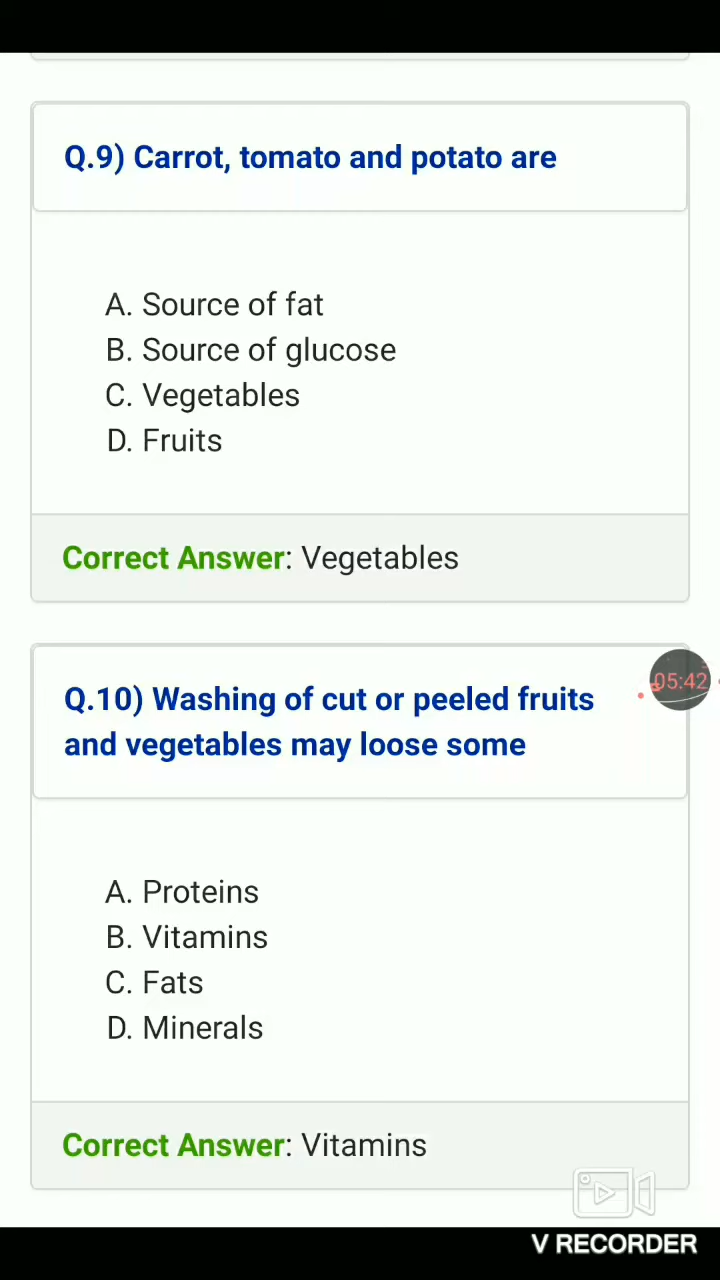 Q.9) Carrot, tomato and potato are
A. Source of fat
B. Source of glucose
C. Vegetables
D. Fruits
Correct Answer: Vegetables
Q.10) Washing of cut or peeled fruits
and vegetables may loose some
05:42
A. Proteins
B. Vitamins
C. Fats
D. Minerals
Correct Answer: Vitamins
V RECORDER